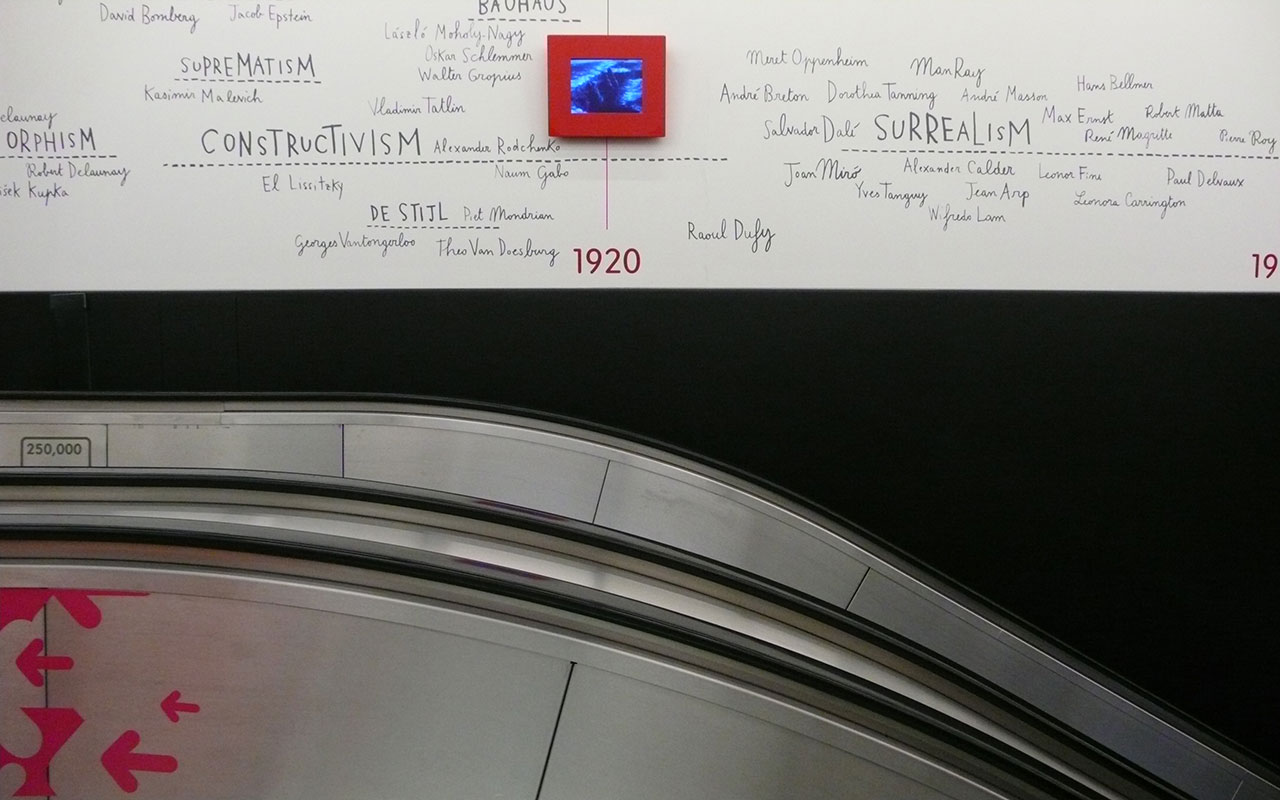 David Bomberg
Jacob Epstein
BAUHAUS
László Moholy-Nagy
Oskar Schlemmer
Walter Gropius
SUPREMATISM
Kasimir Malevich
Vladimir Tatlin
elaunay
ORPHISM
Robert Delaunay
šek Kupka
CONSTRUCTIVISM
Alexander Rodchenko
Naum Gabo
El Lissitzky
DE STIJL
Piet Mondrian
Georges Vantongerloo
Theo Van Doesburg
1920
Raoul Dufy
Meret Oppenheim
Man Ray
Hans Bellmer
André Breton
Dorothea Tanning
André Masson
Max Ernst
Robert Matta
Salvador Dalí
SURREALISM
René Magritte
Pierre Roy
Joan Miró
Alexander Calder
Leonor Fini
Paul Delvaux
Yves Tanguy
Jean Arp
Leonora Carrington
Wifredo Lam
19
250,000